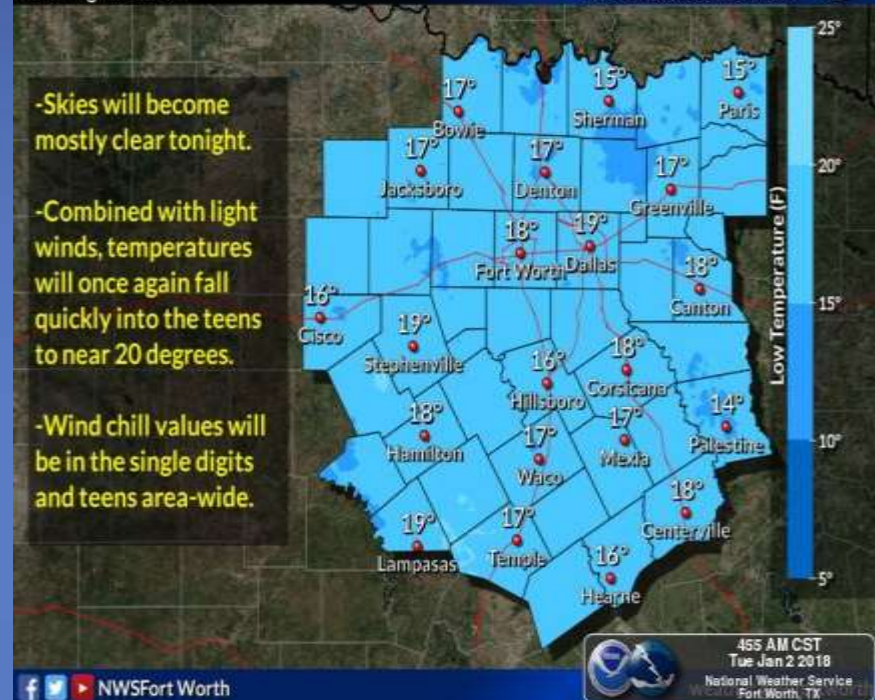 -Skies will become
mostly clear tonight.
-Combined with light
winds, temperatures
will once again fall
quickly into the teens
to near 20 degrees.
-Wind chill values will
be in the single digits
and teens area-wide.
17°
Bowie
15°
Sherman
15°
Paris
17°
Jacksboro
17°
Denton
17°
Greenville
18°
Fort Worth
19°
Dallas
18°
Canton
16°
Cisco
19°
Stephenville
16°
Hillsboro
18°
Corsicana
18°
Hamilton
17°
Waco
17°
Mexia
14°
Palestine
19°
Lampasas
17°
Temple
18°
Centerville
16°
Hearne
25°
20°
15°
10°
5°
Low Temperature (F)
455 AM CST
Tue Jan 2 2018
National Weather Service
Fort Worth, TX
NWSFort Worth